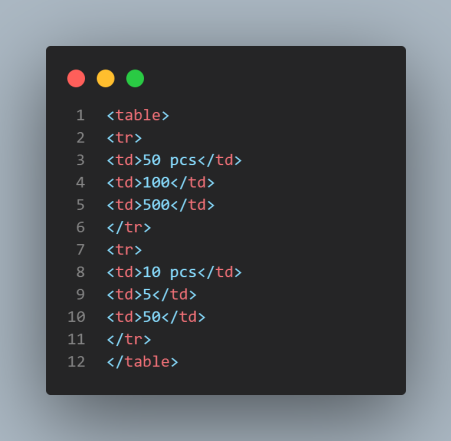 1 <table>
2 <tr>
3 <td>50 pcs</td>
4 <td>100</td>
5 <td>500</td>
6 </tr>
7 <tr>
8 <td>10 pcs</td>
9 <td>5</td>
10 <td>50</td>
11 </tr>
12 </table>